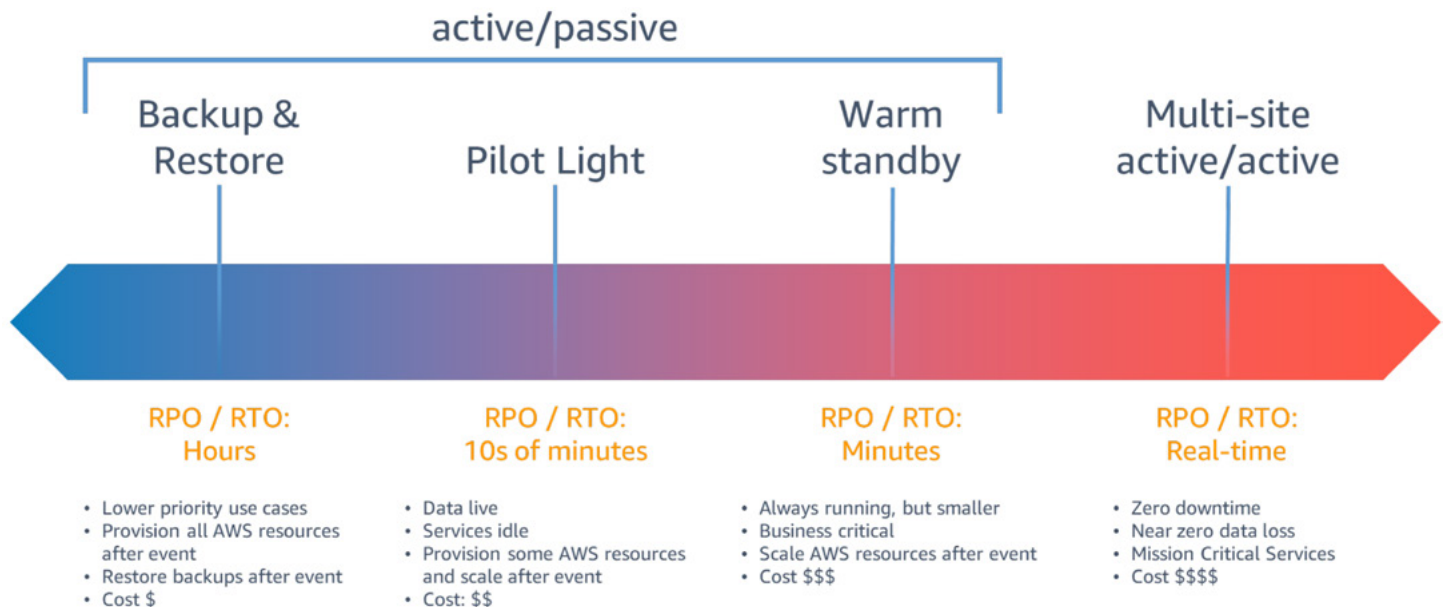 active/passive
Backup &
Restore
Pilot Light
Warm
standby
Multi-site
active/active
RPO / RTO:
Hours
RPO / RTO:
10s of minutes
RPO / RTO:
Minutes
RPO / RTO:
Real-time
• Lower priority use cases
• Provision all AWS resources
after event
• Restore backups after event
• Cost $
• Data live
• Services idle
• Provision some AWS resources
and scale after event
• Cost: $$
• Always running, but smaller
• Business critical
• Scale AWS resources after event
• Cost $$$
• Zero downtime
• Near zero data loss
• Mission Critical Services
• Cost $$$$